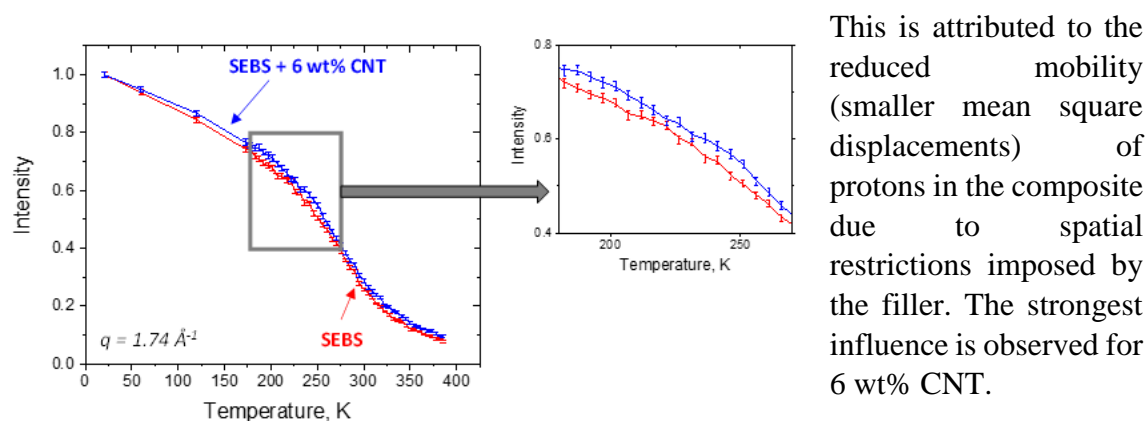 SEBS + 6 wt% CNT
1.0
0.8
0.6
0.4
0.2
0.0
Intensity
q = 1.74 Å-1
SEBS
0 50 100 150 200 250 300 350 400
Temperature, K
0.8
0.6
0.4
Intensity
200 250
Temperature, K
This is attributed to the
reduced mobility
(smaller mean square
displacements) of
protons in the composite
due to spatial
restrictions imposed by
the filler. The strongest
influence is observed for
6 wt% CNT.